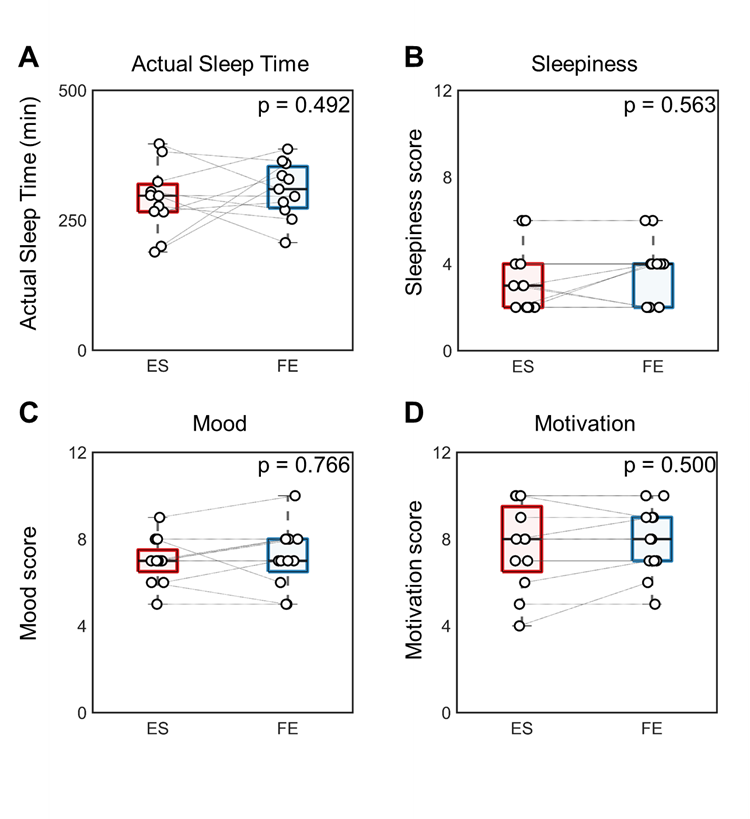 A
Actual Sleep Time
Actual Sleep Time (min)
500
250
0
p = 0.492
ES
FE
B
Sleepiness
Sleepiness score
12
8
4
0
p = 0.563
ES
FE
C
Mood
Mood score
12
8
4
0
p = 0.766
ES
FE
D
Motivation
Motivation score
12
8
4
0
p = 0.500
ES
FE